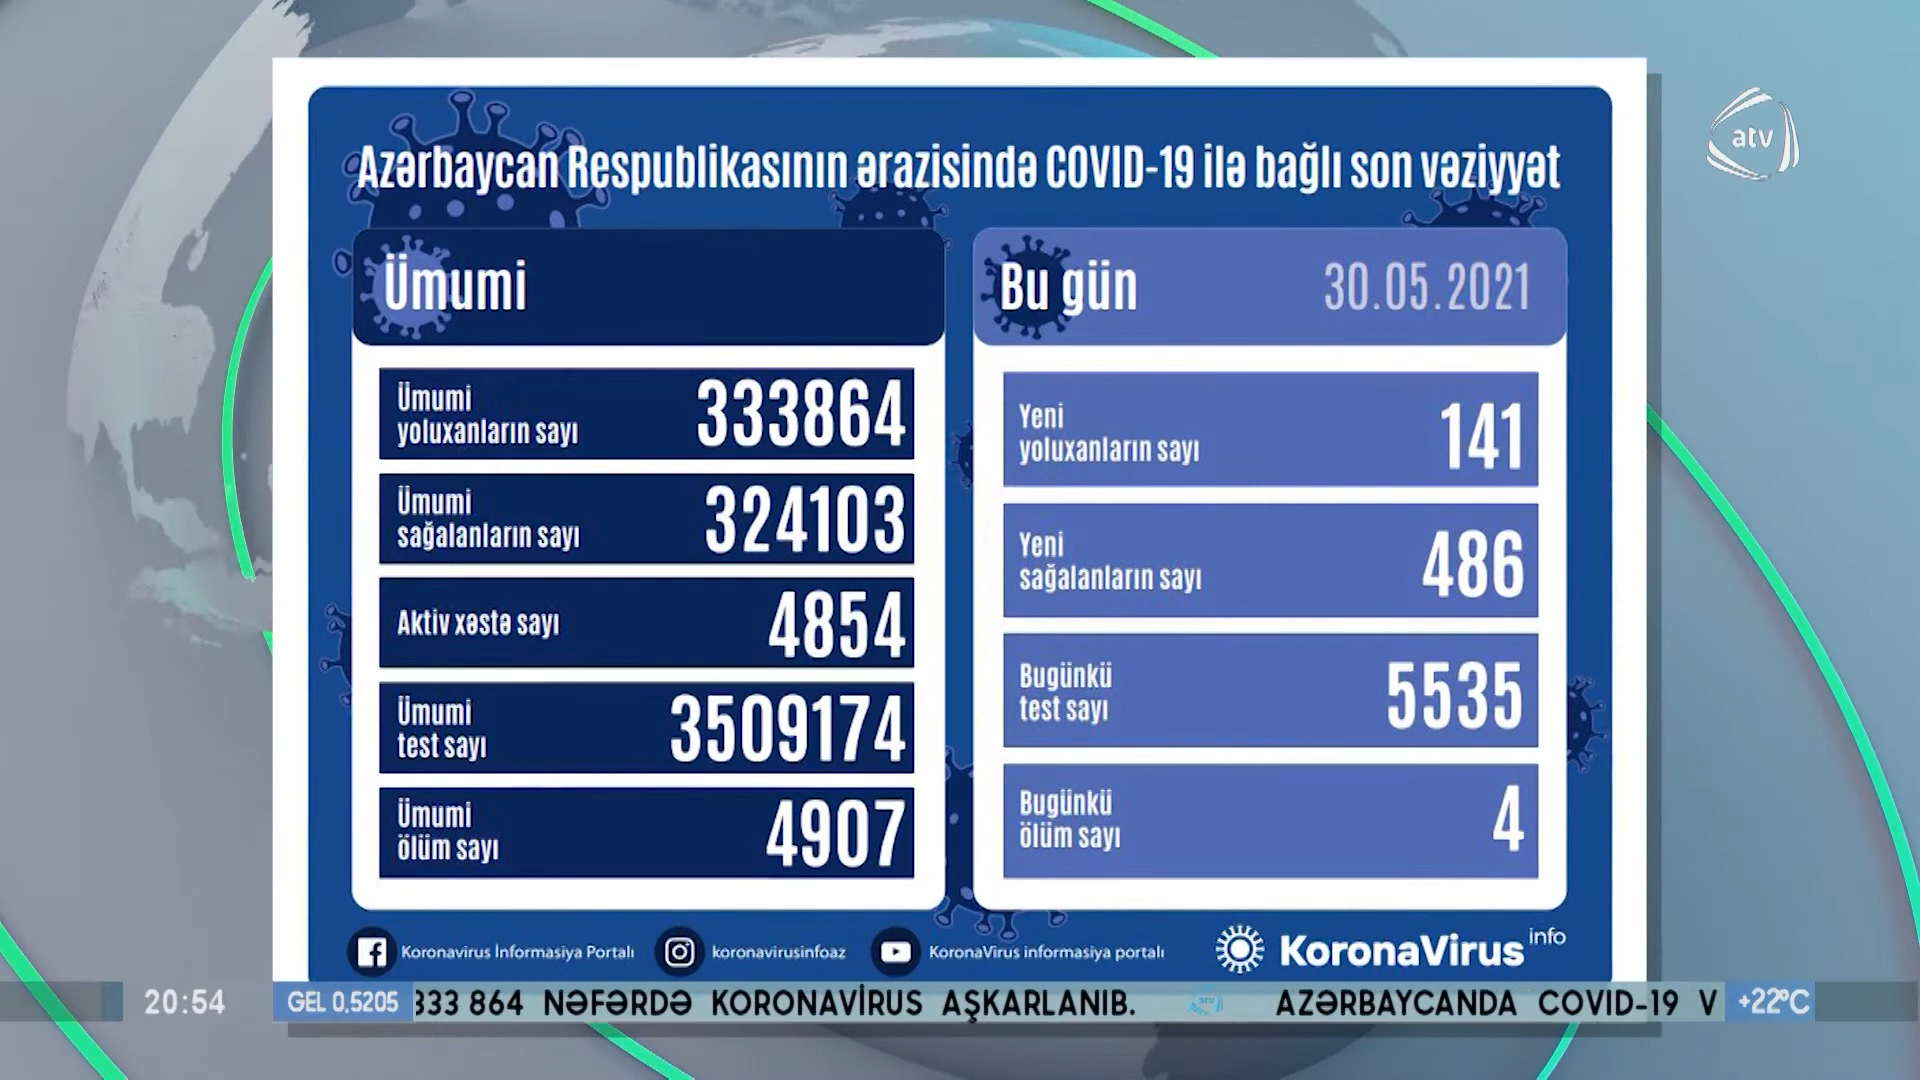 Azərbaycan Respublikasının ərazisində COVID-19 ilə bağlı son vəziyyət
atv
Ümumi
Ümumi
yoluxanların sayı
333864
Ümumi
sağalanların sayı
324103
Aktiv xəstə sayı
4854
Ümumi
test sayı
3509174
Ümumi
ölüm sayı
4907
Bu gün
30.05.2021
Yeni
yoluxanların sayı
141
Yeni
sağalanların sayı
486
Bugünkü
test sayı
5535
Bugünkü
ölüm sayı
4
Koronavirus İnformasiya Portalı
koronavirusinfoaz
KoronaVirus informasiya portalı
KoronaVirus info
20:54
GEL 0,5205
333 864 NƏFƏRDƏ KORONAVİRUS AŞKARLANIB.
atv
AZƏRBAYCANDA COVID-19 V
+22°C